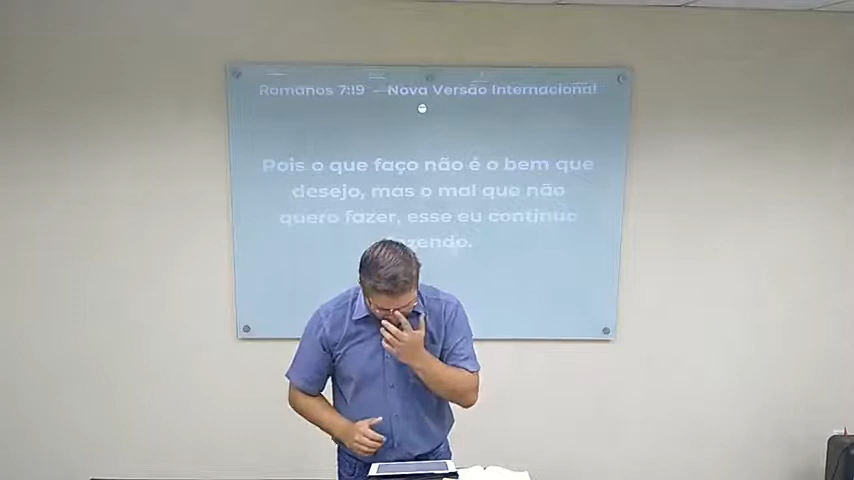 Romanos 7:19 — Nova Versão Internacional
Pois o que faço não é o bem que
desejo, mas o mal que não
quero fazer, esse eu continuo
fazendo.